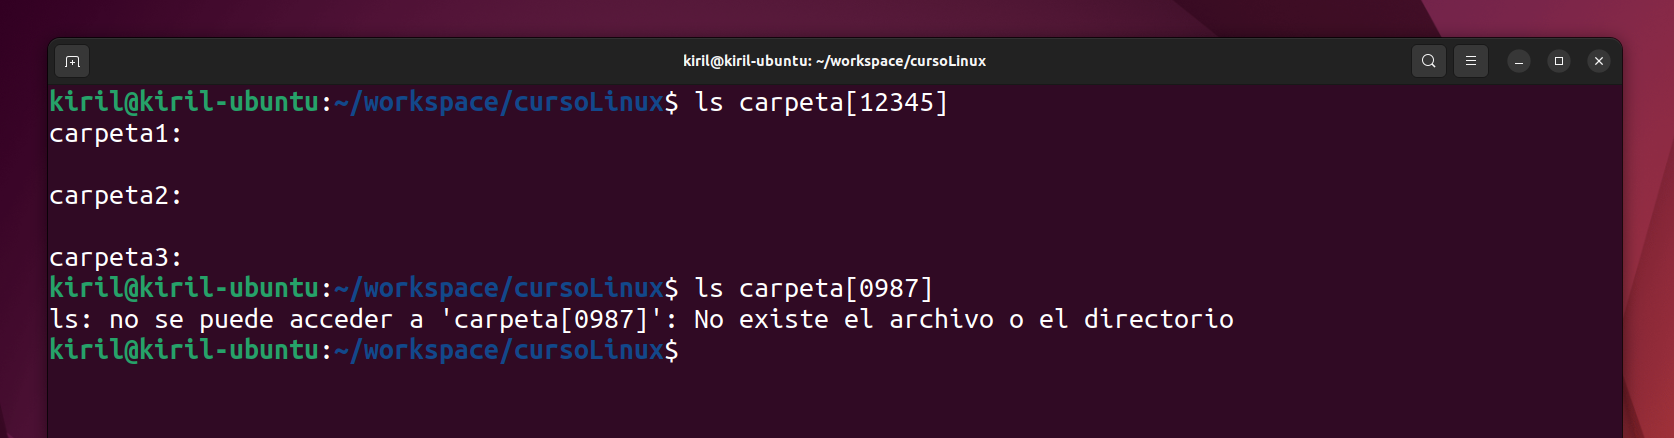 kiril@kiril-ubuntu: ~/workspace/cursoLinux
kiril@kiril-ubuntu:~/workspace/cursoLinux$ ls carpeta[12345]
carpeta1:
carpeta2:
carpeta3:
kiril@kiril-ubuntu:~/workspace/cursoLinux$ ls carpeta[0987]
ls: no se puede acceder a 'carpeta[0987]': No existe el archivo o el directorio
kiril@kiril-ubuntu:~/workspace/cursoLinux$